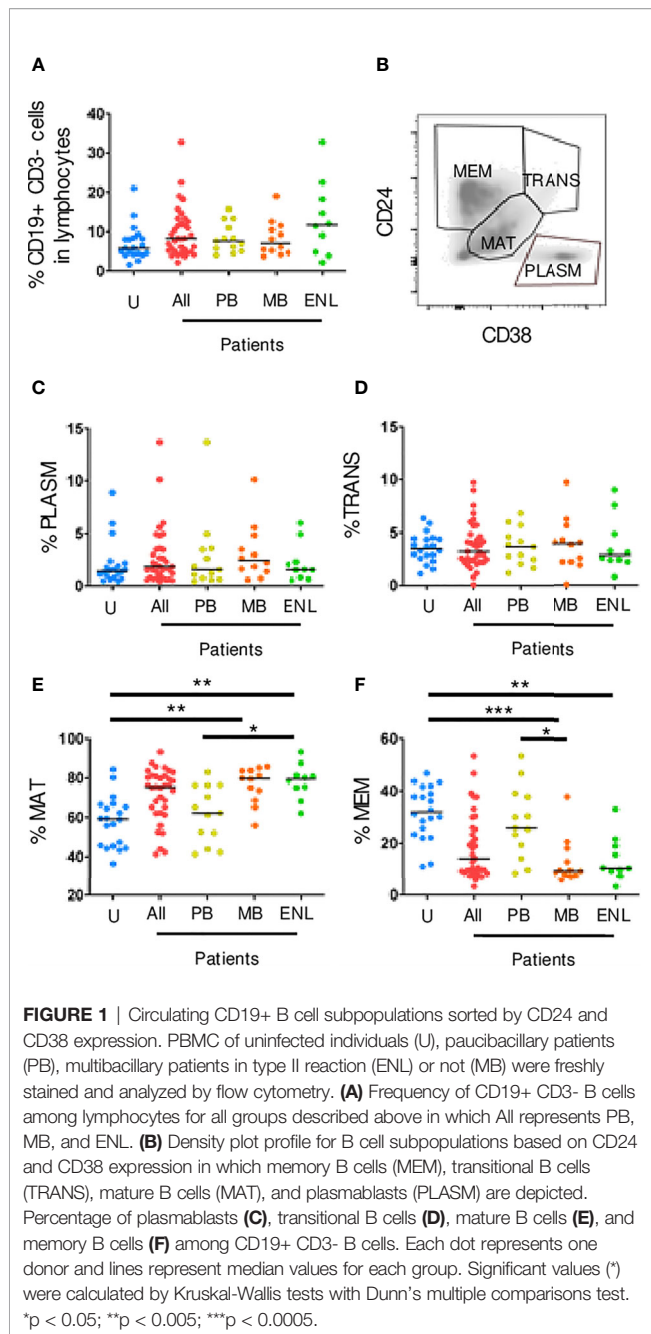 A
% CD19+ CD3- cells
in lymphocytes
40
30
20
10
0
U All PB MB ENL
Patients
B
CD24
MEM
TRANS
MAT
PLASM
CD38
C
% PLASM
15
10
5
0
U All PB MB ENL
Patients
D
%TRANS
15
10
5
0
U All PB MB ENL
Patients
E
% MAT
**
**
*
100
80
60
40
20
U All PB MB ENL
Patients
F
% MEM
**
***
*
60
40
20
0
U All PB MB ENL
Patients
FIGURE 1 | Circulating CD19+ B cell subpopulations sorted by CD24 and
CD38 expression. PBMC of uninfected individuals (U), paucibacillary patients
(PB), multibacillary patients in type II reaction (ENL) or not (MB) were freshly
stained and analyzed by flow cytometry. (A) Frequency of CD19+ CD3- B cells
among lymphocytes for all groups described above in which All represents PB,
MB, and ENL. (B) Density plot profile for B cell subpopulations based on CD24
and CD38 expression in which memory B cells (MEM), transitional B cells
(TRANS), mature B cells (MAT), and plasmablasts (PLASM) are depicted.
Percentage of plasmablasts (C), transitional B cells (D), mature B cells (E), and
memory B cells (F) among CD19+ CD3- B cells. Each dot represents one
donor and lines represent median values for each group. Significant values (*)
were calculated by Kruskal-Wallis tests with Dunn's multiple comparisons test.
*p < 0.05; **p < 0.005; ***p < 0.0005.